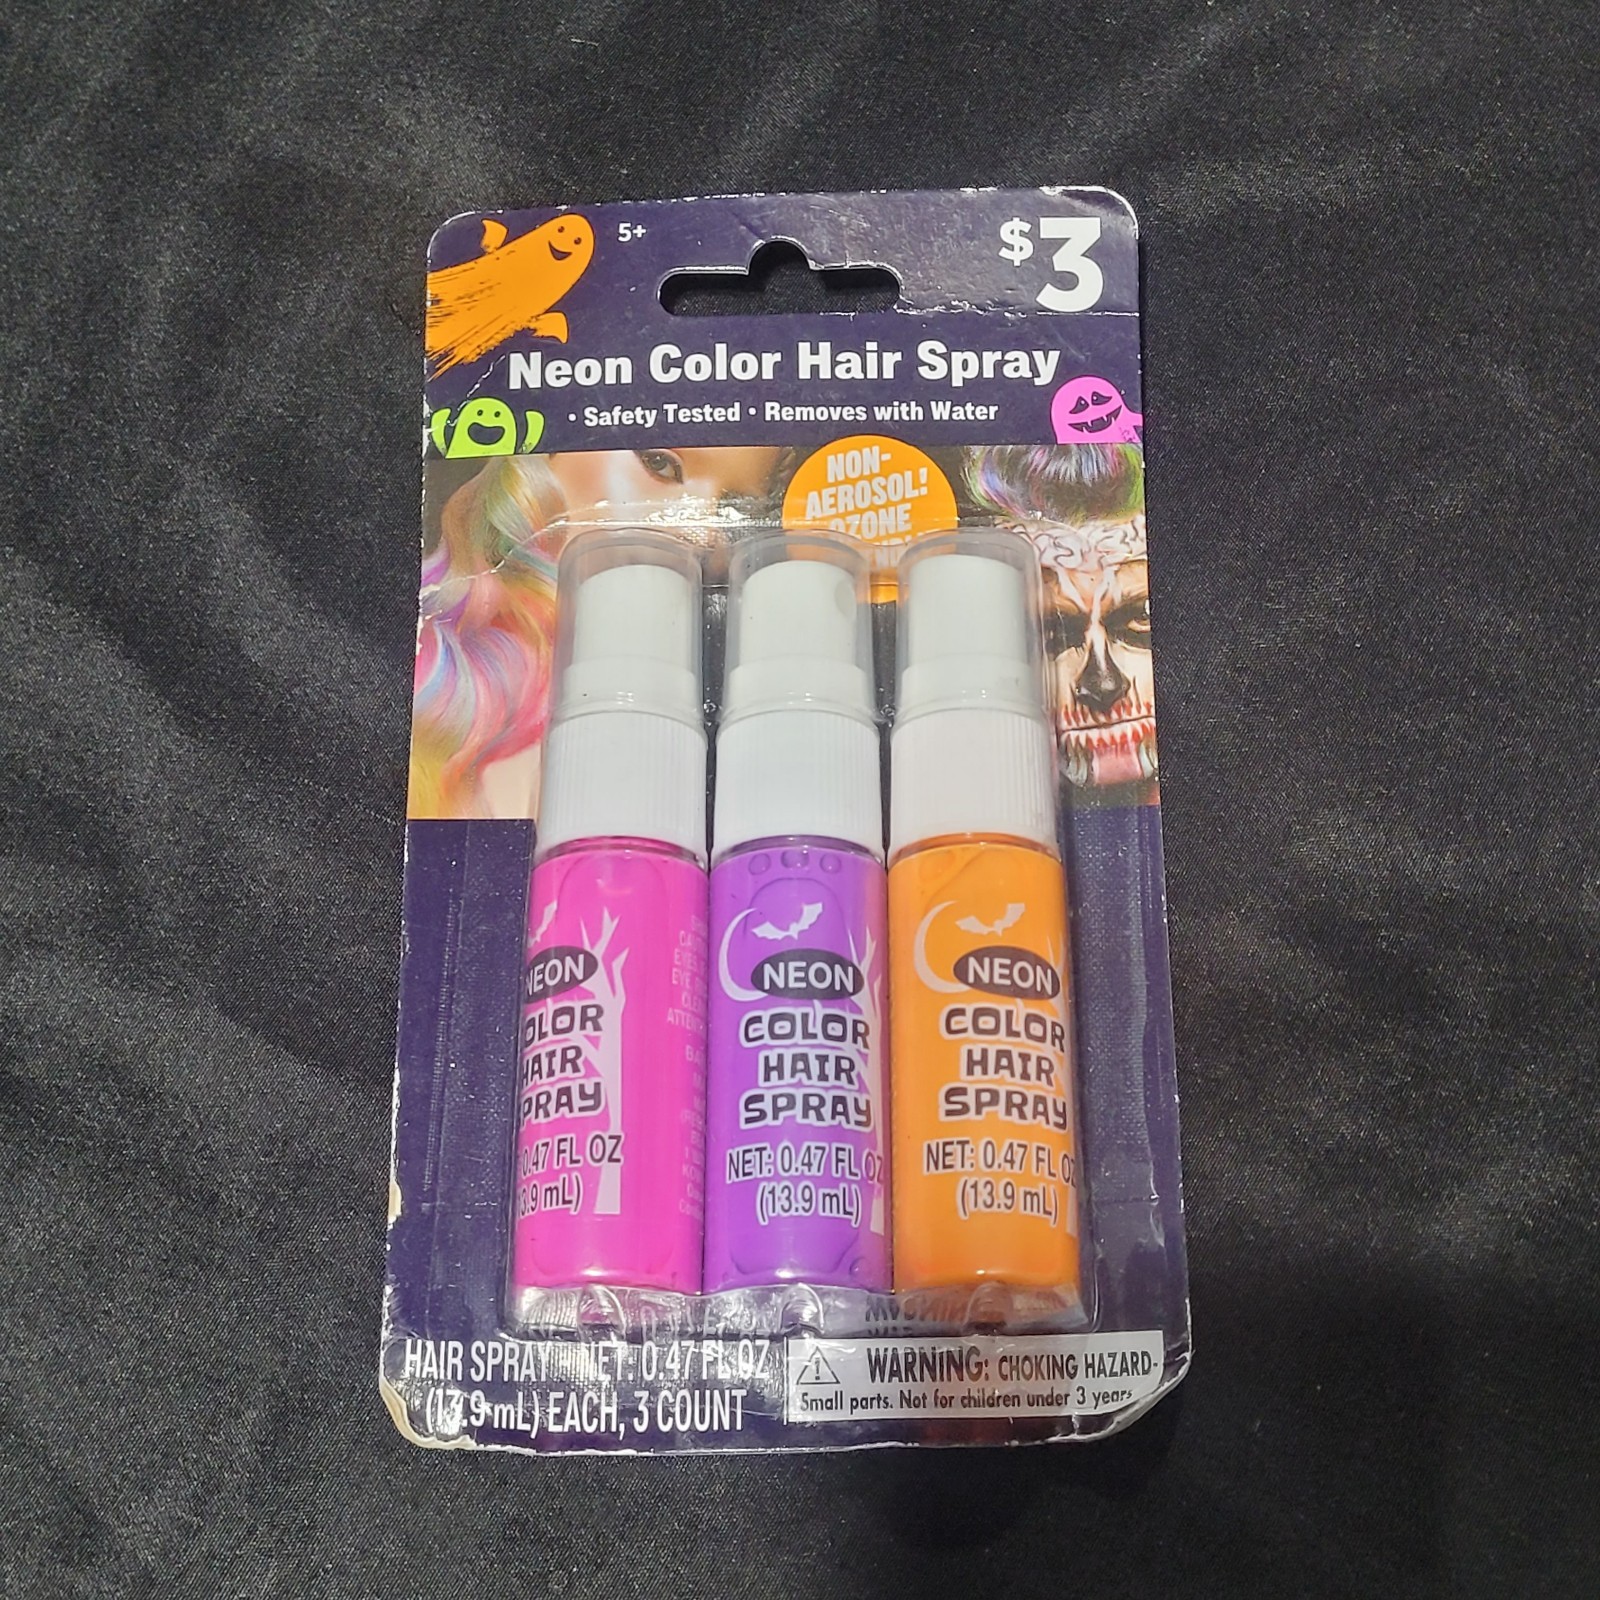 5+
$3
Neon Color Hair Spray
• Safety Tested • Removes with Water
NON-
AEROSOL!
OZONE
NEON
COLOR
HAIR
SPRAY
0.47 FL OZ
NEON
COLOR
HAIR
SPRAY
NET: 0.47 FL OZ
(13.9 mL)
NEON
COLOR
HAIR
SPRAY
NET: 0.47 FL OZ
(13.9 mL)
HAIR SPRAY NET: 0.47 FL OZ
(13.9 mL) EACH, 3 COUNT
WARNING: CHOKING HAZARD-
Small parts. Not for children under 3 years